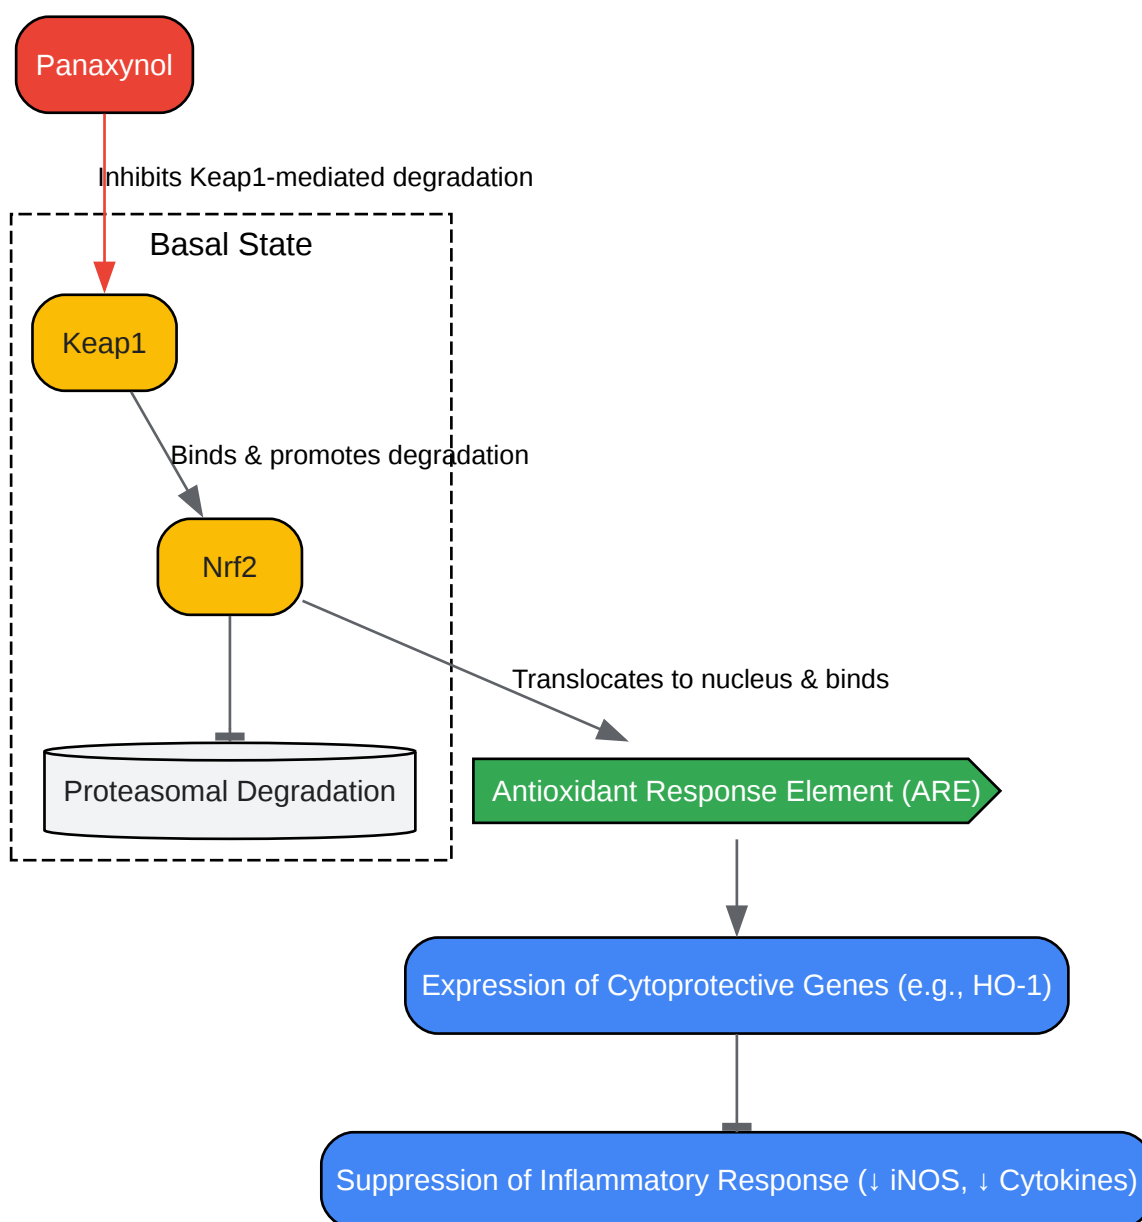 Panaxynol
Inhibits Keap1-mediated degradation
Basal State
Keap1
Binds & promotes degradation
Nrf2
Translocates to nucleus & binds
Proteasomal Degradation
Antioxidant Response Element (ARE)
Expression of Cytoprotective Genes (e.g., HO-1)
Suppression of Inflammatory Response (↓ iNOS, ↓ Cytokines)